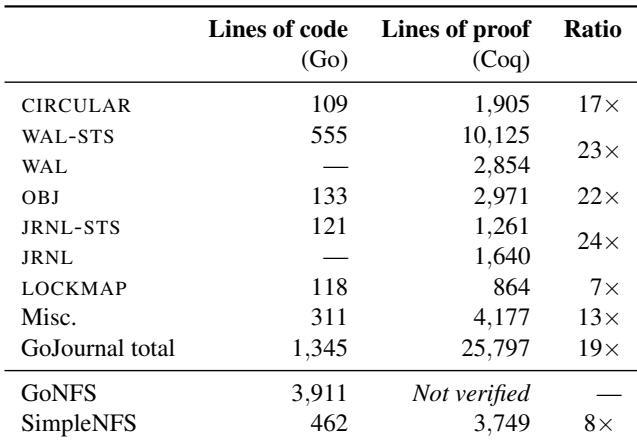 Lines of code Lines of proof Ratio
(Go) (Coq)
CIRCULAR 109 1,905 17×
WAL-STS 555 10,125
23×
WAL — 2,854
OBJ 133 2,971 22×
JRNL-STS 121 1,261
24×
JRNL — 1,640
LOCKMAP 118 864 7×
Misc. 311 4,177 13×
GoJournal total 1,345 25,797 19×
GoNFS 3,911 Not verified —
SimpleNFS 462 3,749 8×